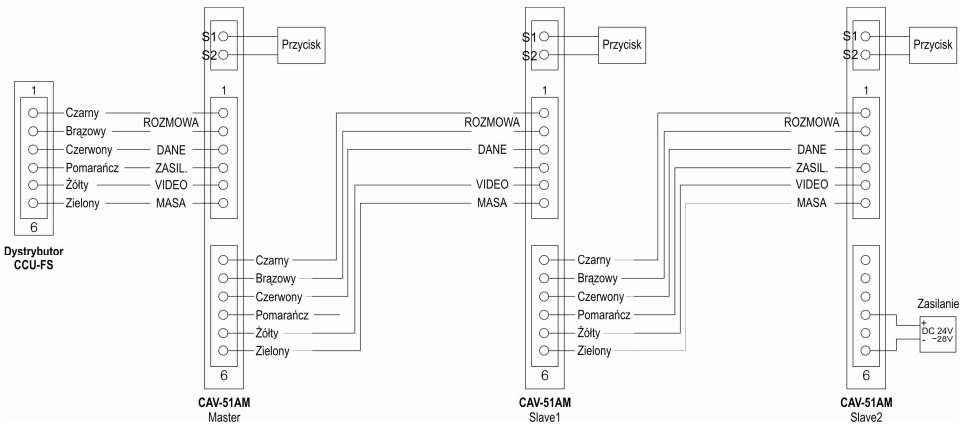 S1
S2
Przycisk
S1
S2
Przycisk
S1
S2
Przycisk
1
Czarny
Brązowy
Czerwony
Pomarańcz
Żółty
Zielony
6
Dystrybutor
CCU-FS
1
ROZMOWA
DANE
ZASIL.
VIDEO
MASA
Czarny
Brązowy
Czerwony
Pomarańcz
Żółty
Zielony
6
CAV-51AM
Master
1
ROZMOWA
DANE
VIDEO
MASA
Czarny
Brązowy
Czerwony
Pomarańcz
Żółty
Zielony
6
CAV-51AM
Slave1
1
ROZMOWA
DANE
ZASIL.
VIDEO
MASA
6
Zasilanie
+ DC 24V
- ~28V
CAV-51AM
Slave2